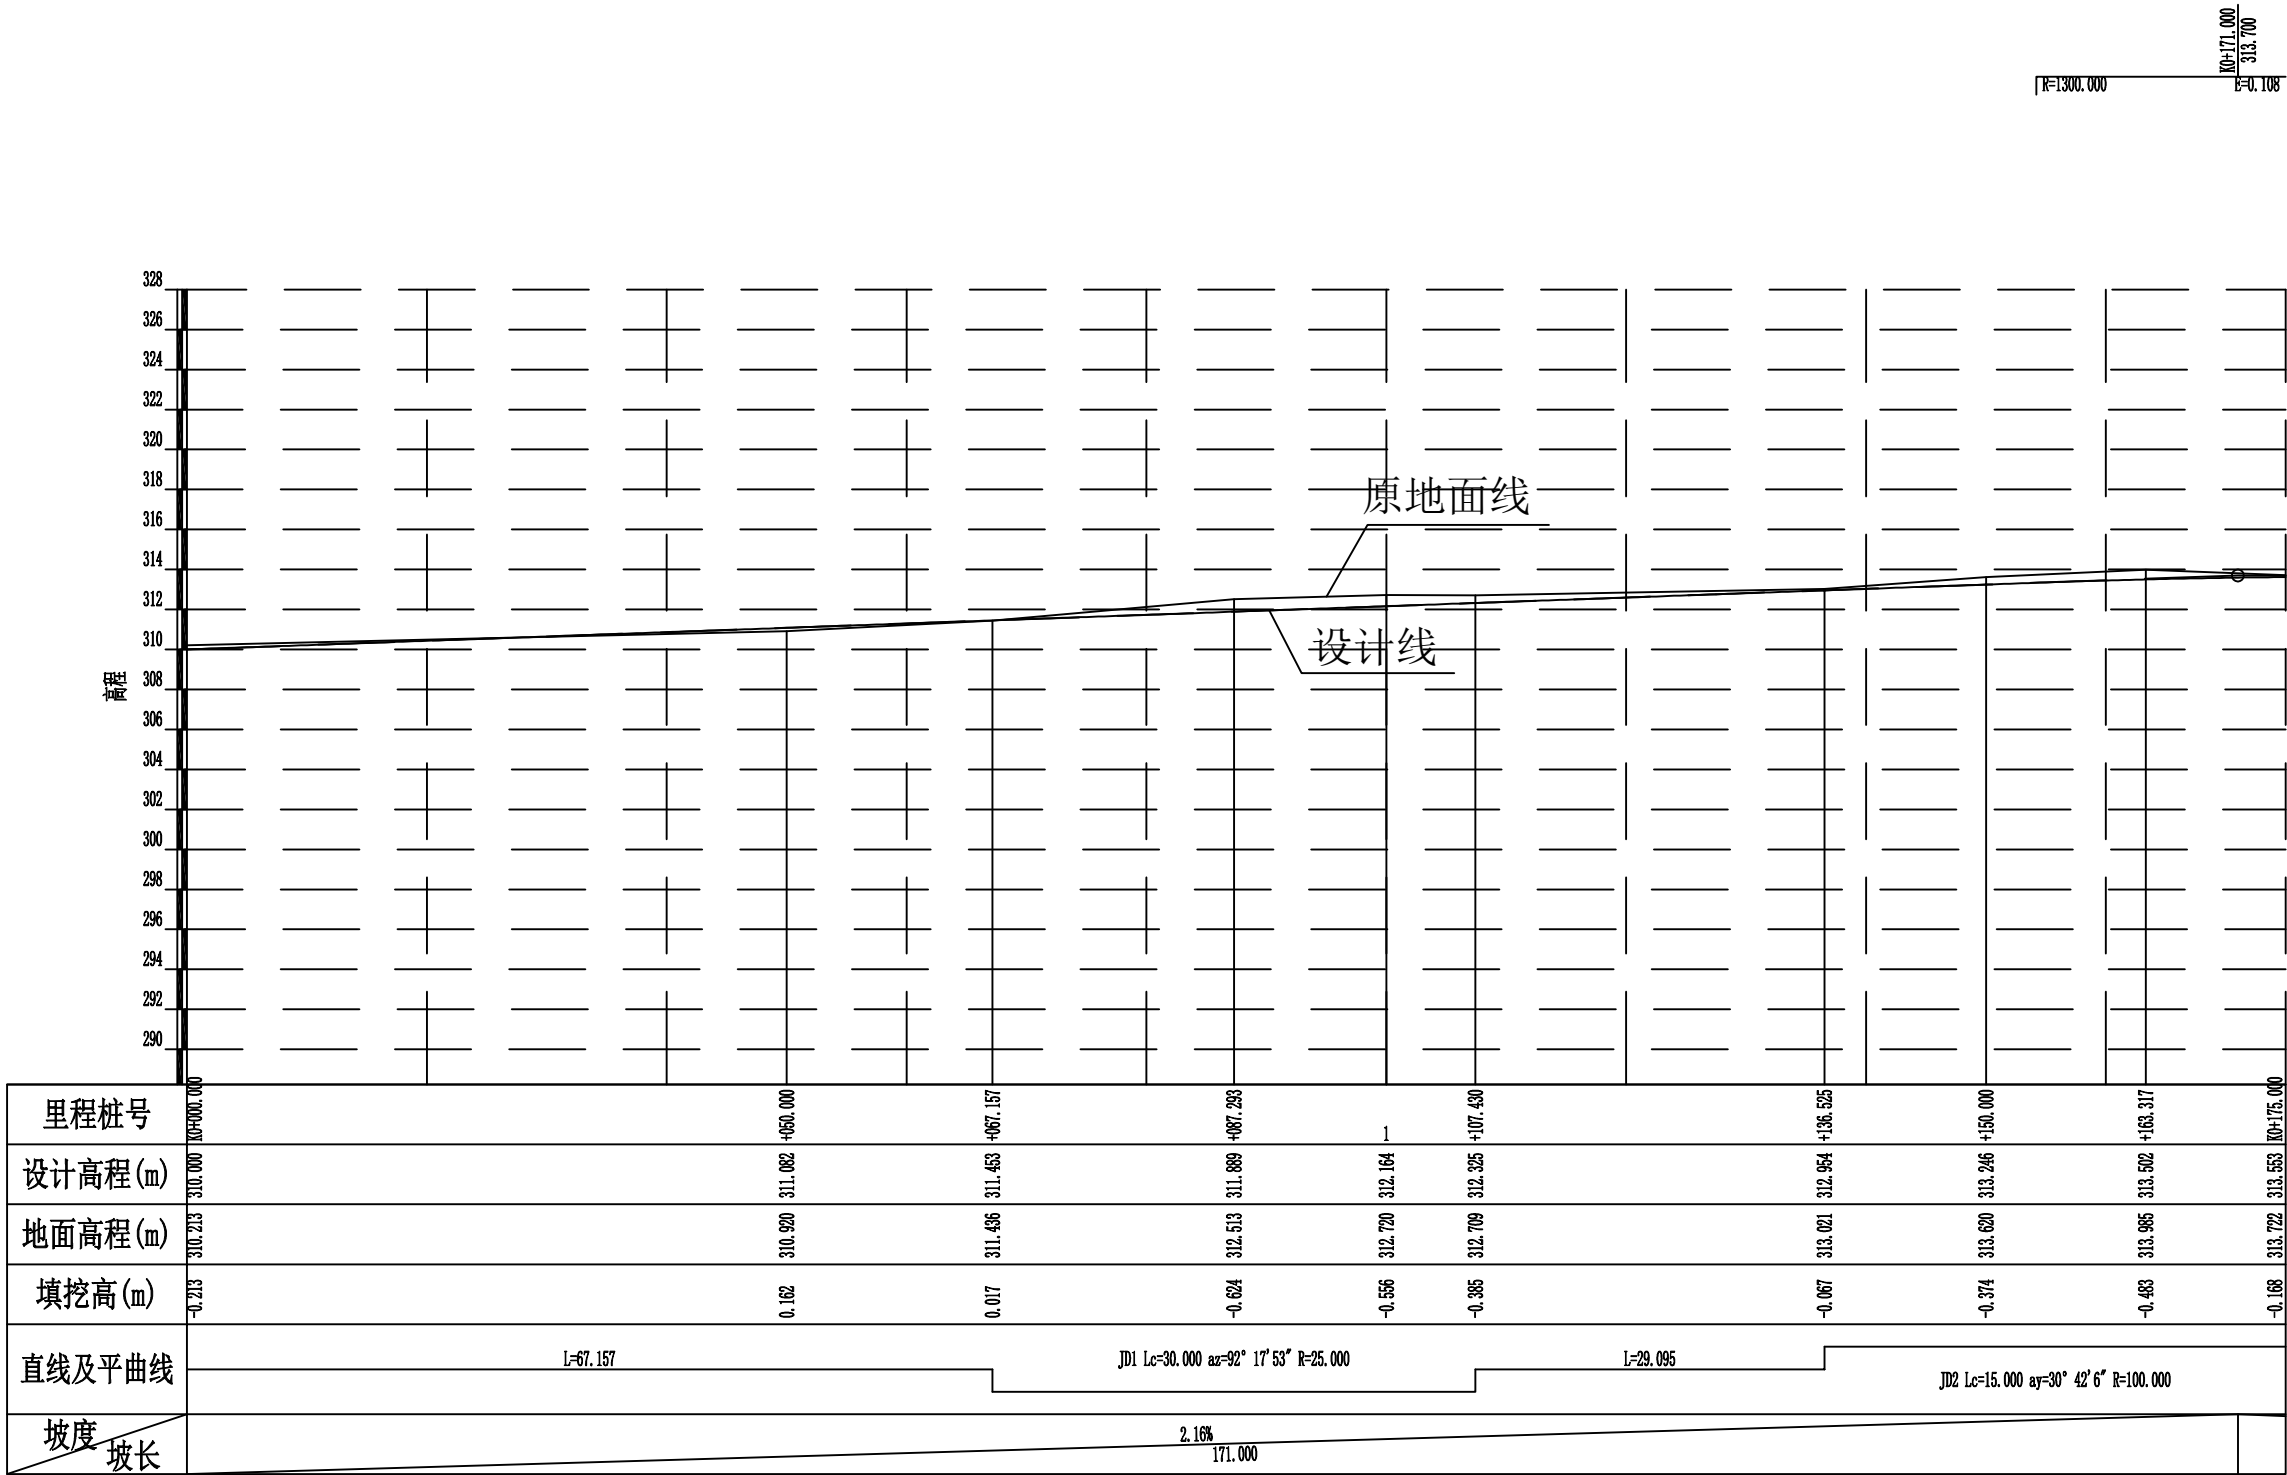 K0+171.000
313.700
R=1300.000 E=0.108
328
326
324
322
320
318
316
314
312
310
308
306
304
302
300
298
296
294
292
290
高程
原地面线
设计线
里程桩号 K0+000.000 +050.000 +067.157 +087.293 1 +107.430 +136.525 +150.000 +163.317 K0+175.000
设计高程(m) 310.000 311.082 311.453 311.889 312.164 312.325 312.954 313.246 313.502 313.553
地面高程(m) 310.213 310.920 311.436 312.513 312.720 312.709 313.021 313.620 313.985 313.722
填挖高(m) -0.213 0.162 0.017 -0.624 -0.556 -0.385 -0.067 -0.374 -0.483 -0.168
直线及平曲线 L=67.157 JD1 Lc=30.000 az=92°17'53" R=25.000 L=29.095 JD2 Lc=15.000 ay=30°42'6" R=100.000
坡度 2.16%
坡长 171.000